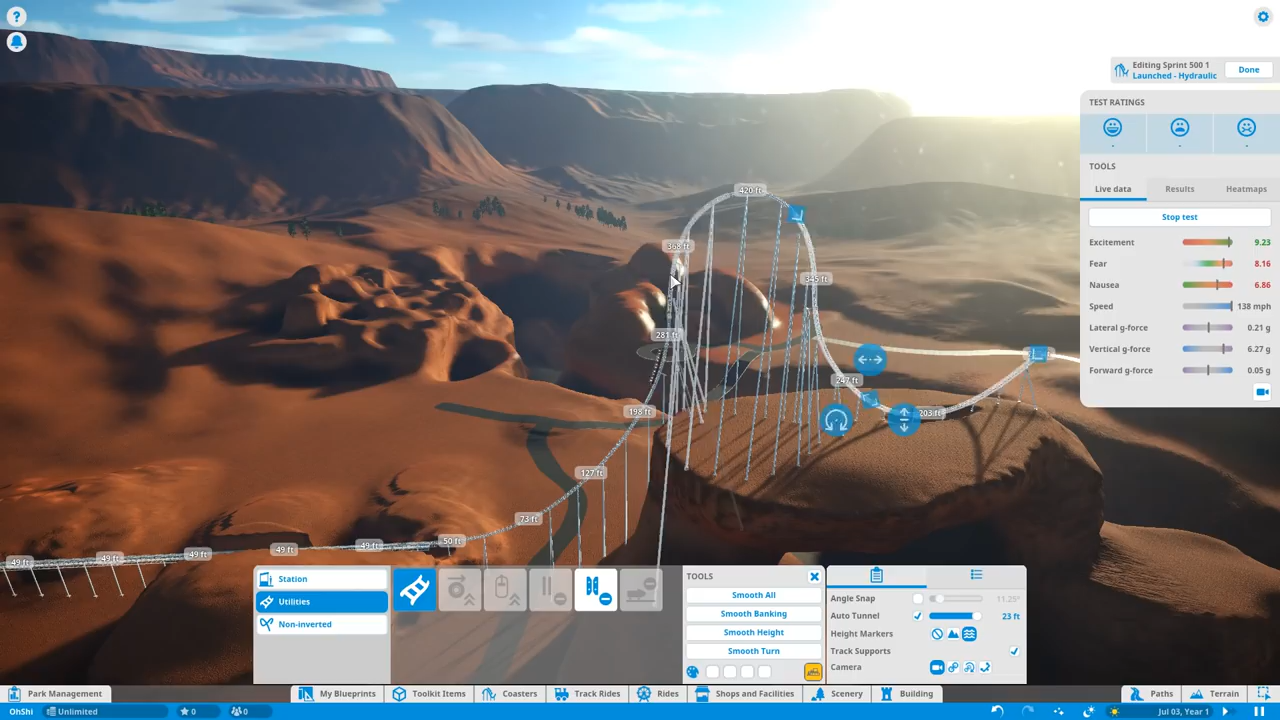 ?
Editing Sprint 500 1
Launched - Hydraulic
Done
TEST RATINGS
- - -
TOOLS
Live data Results Heatmaps
Stop test
Excitement 9.23
Fear 8.16
Nausea 6.86
Speed 138 mph
Lateral g-force 0.21 g
Vertical g-force 6.27 g
Forward g-force 0.05 g
420 ft
368 ft
345 ft
281 ft
247 ft
203 ft
198 ft
127 ft
73 ft
50 ft
49 ft
49 ft
49 ft
49 ft
49 ft
49 ft
Station
Utilities
Non-inverted
TOOLS
Smooth All
Smooth Banking
Smooth Height
Smooth Turn
Angle Snap 11.25°
Auto Tunnel 23 ft
Height Markers
Track Supports
Camera
Park Management My Blueprints Toolkit Items Coasters Track Rides Rides Shops and Facilities Scenery Building Paths Terrain
OhShi Unlimited 0 0 Jul 03, Year 1